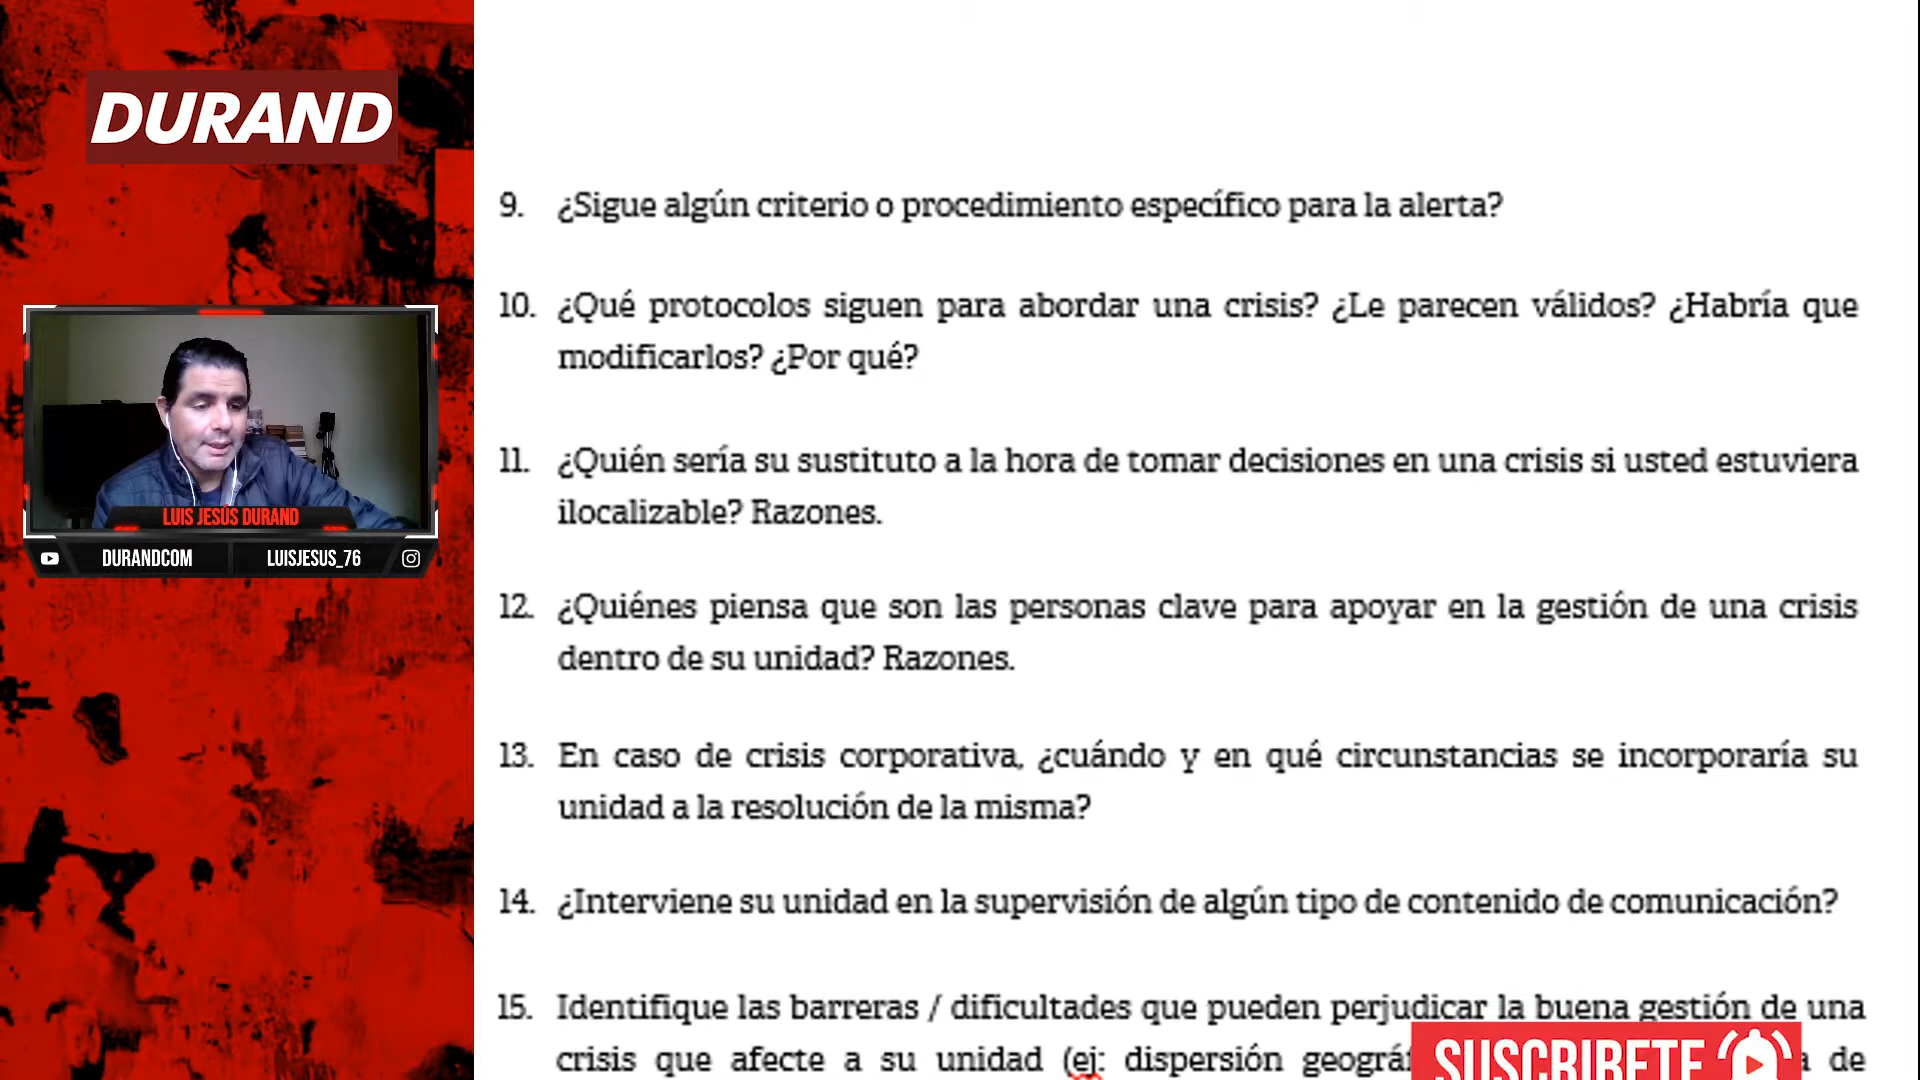 DURAND
LUIS JESÚS DURAND
DURANDCOM
LUISJESUS_76
9. ¿Sigue algún criterio o procedimiento específico para la alerta?
10. ¿Qué protocolos siguen para abordar una crisis? ¿Le parecen válidos? ¿Habría que
modificarlos? ¿Por qué?
11. ¿Quién sería su sustituto a la hora de tomar decisiones en una crisis si usted estuviera
ilocalizable? Razones.
12. ¿Quiénes piensa que son las personas clave para apoyar en la gestión de una crisis
dentro de su unidad? Razones.
13. En caso de crisis corporativa, ¿cuándo y en qué circunstancias se incorporaría su
unidad a la resolución de la misma?
14. ¿Interviene su unidad en la supervisión de algún tipo de contenido de comunicación?
15. Identifique las barreras / dificultades que pueden perjudicar la buena gestión de una
crisis que afecte a su unidad (ej: dispersión de
SUSCRIBETE